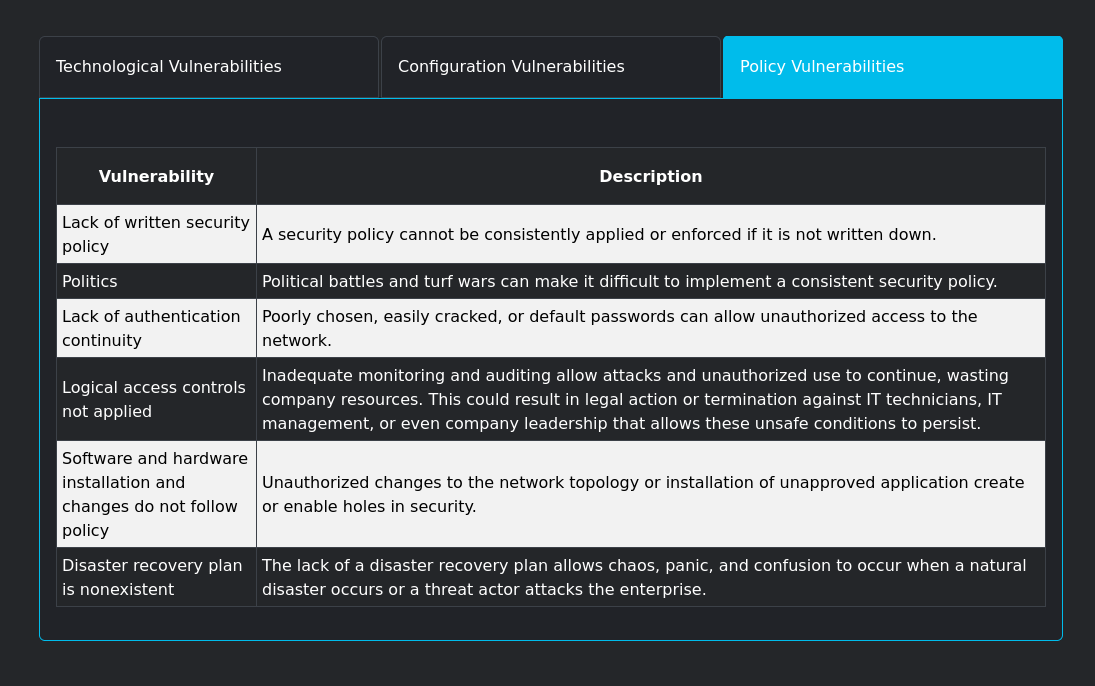 Technological Vulnerabilities
Configuration Vulnerabilities
Policy Vulnerabilities
Vulnerability
Description
Lack of written security
policy
A security policy cannot be consistently applied or enforced if it is not written down.
Politics
Political battles and turf wars can make it difficult to implement a consistent security policy.
Lack of authentication
continuity
Poorly chosen, easily cracked, or default passwords can allow unauthorized access to the
network.
Logical access controls
not applied
Inadequate monitoring and auditing allow attacks and unauthorized use to continue, wasting
company resources. This could result in legal action or termination against IT technicians, IT
management, or even company leadership that allows these unsafe conditions to persist.
Software and hardware
installation and
changes do not follow
policy
Unauthorized changes to the network topology or installation of unapproved application create
or enable holes in security.
Disaster recovery plan
is nonexistent
The lack of a disaster recovery plan allows chaos, panic, and confusion to occur when a natural
disaster occurs or a threat actor attacks the enterprise.